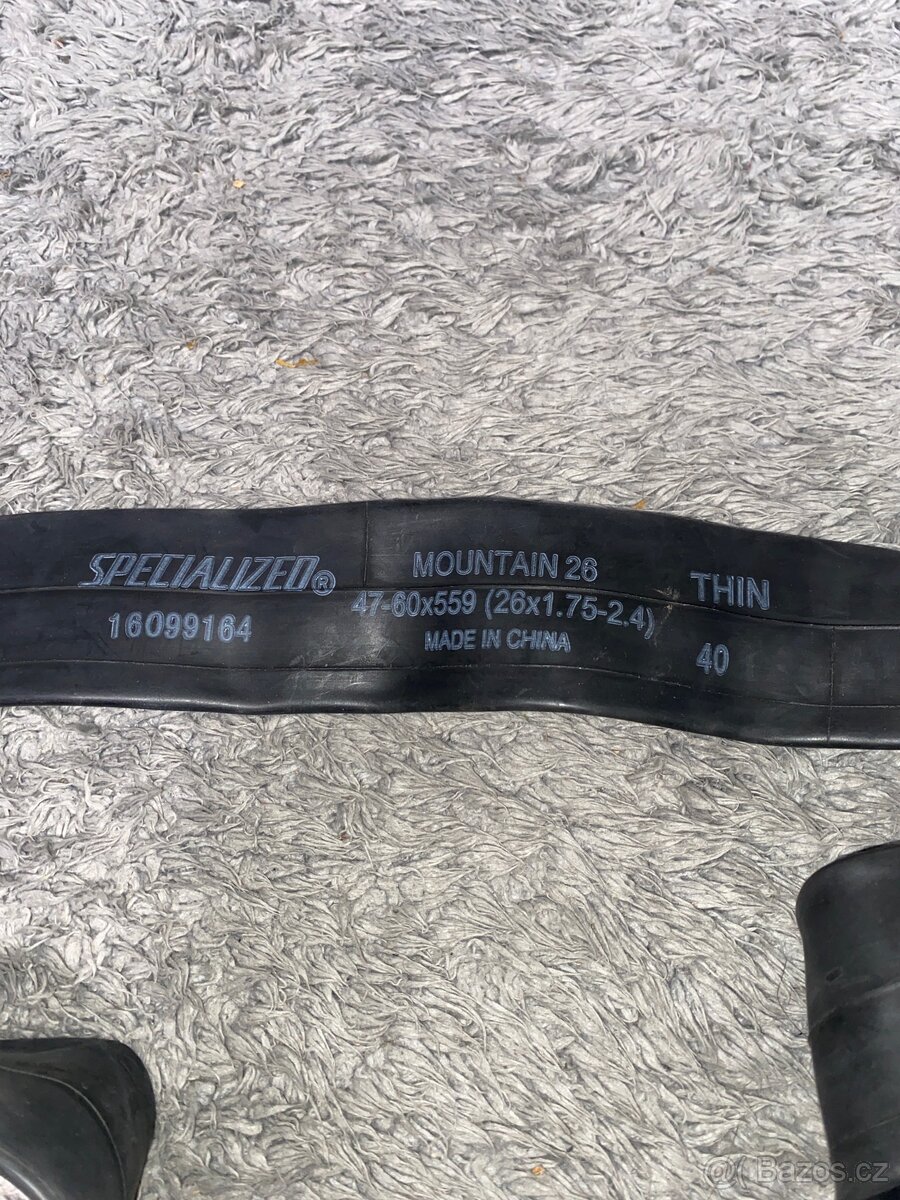 SPECIALIZED®
16099164
MOUNTAIN 26
47-60x559 (26x1.75-2.4)
MADE IN CHINA
THIN
40
@( Bazos.cz